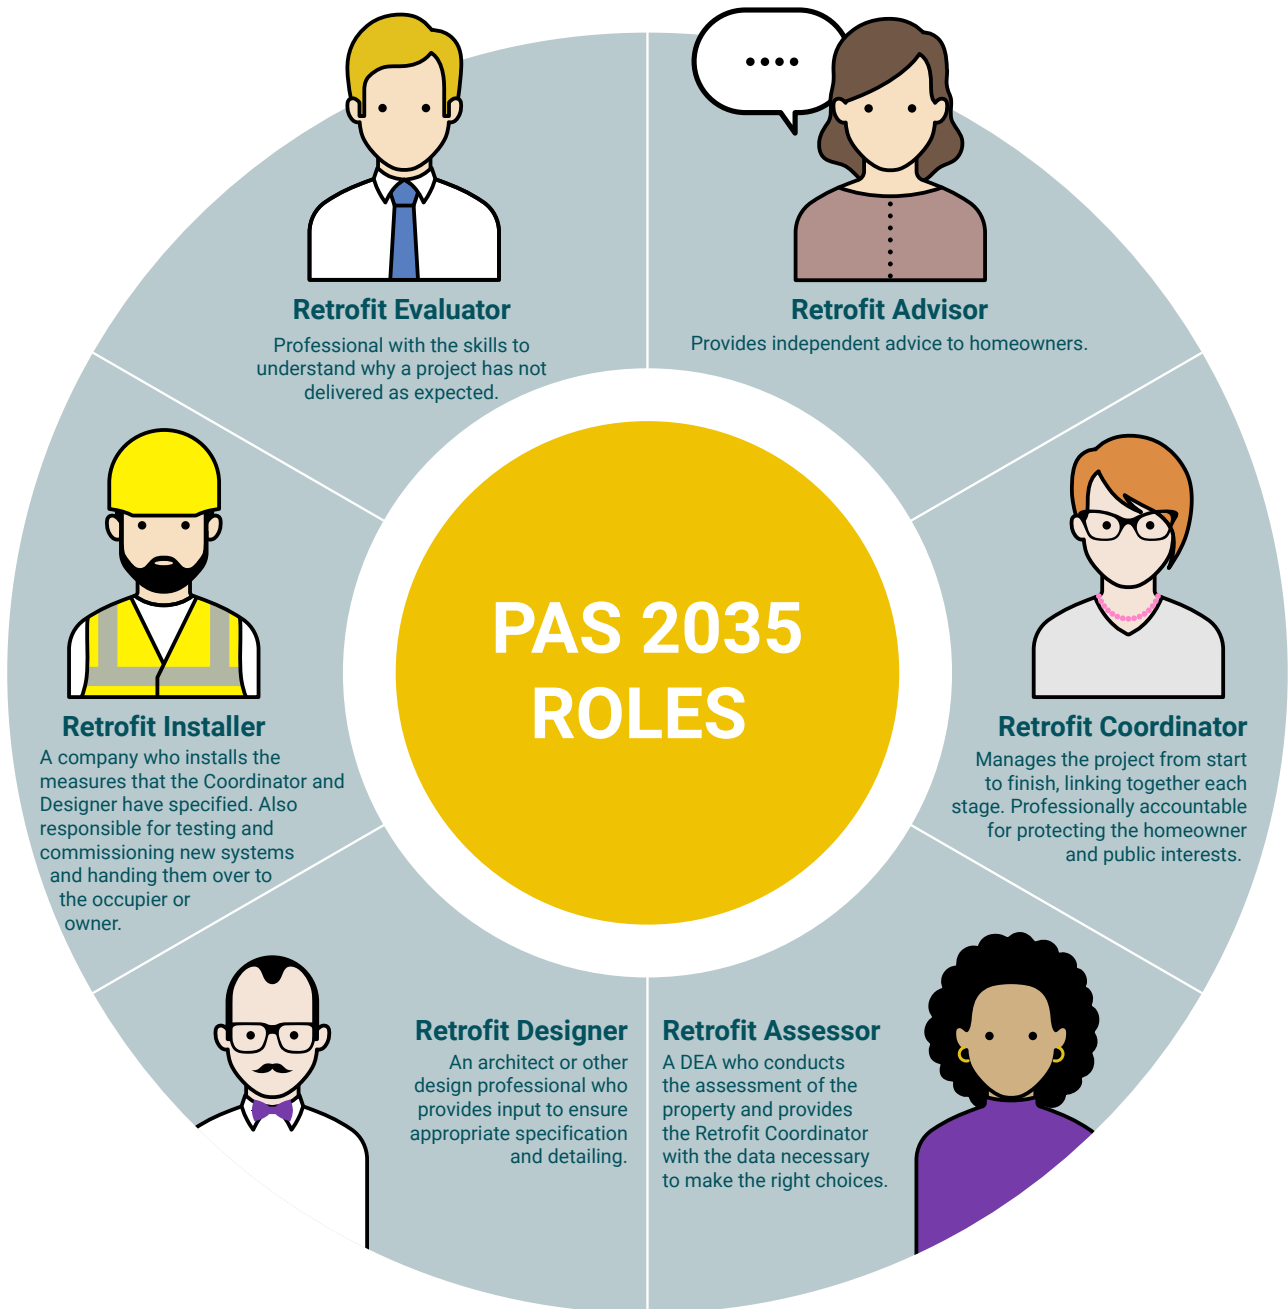 Retrofit Evaluator
Professional with the skills to
understand why a project has not
delivered as expected.
Retrofit Advisor
Provides independent advice to homeowners.
PAS 2035
ROLES
Retrofit Installer
A company who installs the
measures that the Coordinator and
Designer have specified. Also
responsible for testing and
commissioning new systems
and handing them over to
the occupier or
owner.
Retrofit Coordinator
Manages the project from start
to finish, linking together each
stage. Professionally accountable
for protecting the homeowner
and public interests.
Retrofit Designer
An architect or other
design professional who
provides input to ensure
appropriate specification
and detailing.
Retrofit Assessor
A DEA who conducts
the assessment of the
property and provides
the Retrofit Coordinator
with the data necessary
to make the right choices.